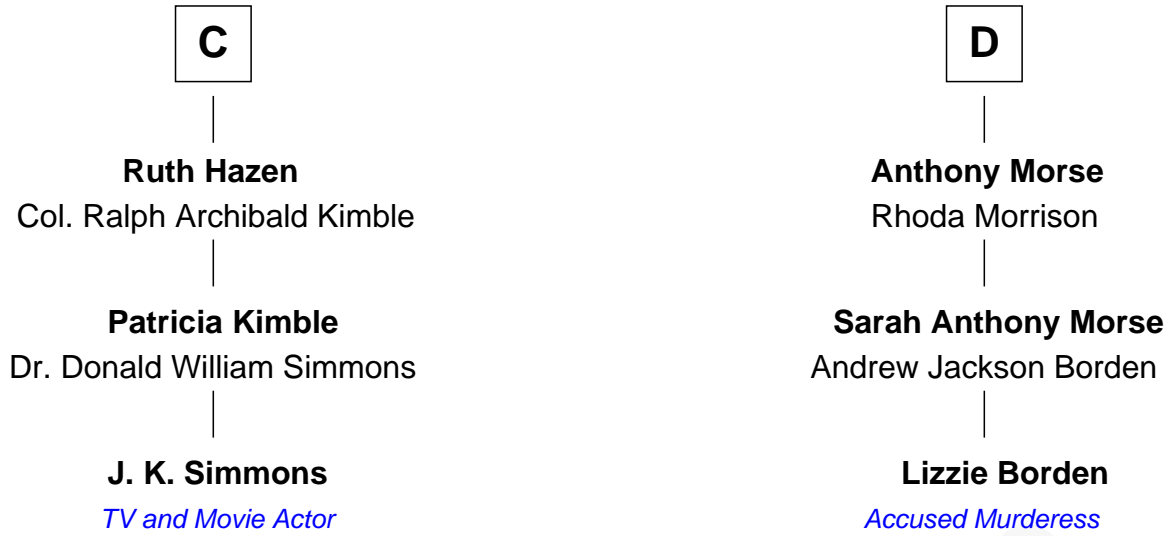 C
Ruth Hazen
Col. Ralph Archibald Kimble
Patricia Kimble
Dr. Donald William Simmons
J. K. Simmons
TV and Movie Actor
D
Anthony Morse
Rhoda Morrison
Sarah Anthony Morse
Andrew Jackson Borden
Lizzie Borden
Accused Murderess